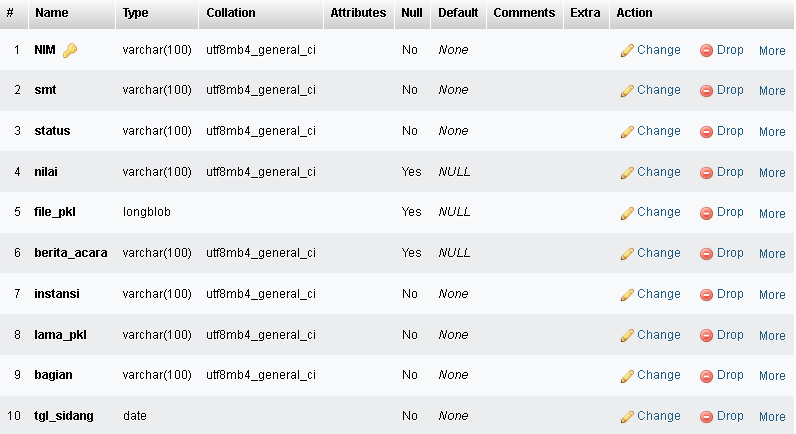 # Name Type Collation Attributes Null Default Comments Extra Action
1 NIM varchar(100) utf8mb4_general_ci No None Change Drop More
2 smt varchar(100) utf8mb4_general_ci No None Change Drop More
3 status varchar(100) utf8mb4_general_ci No None Change Drop More
4 nilai varchar(100) utf8mb4_general_ci Yes NULL Change Drop More
5 file_pkl longblob Yes NULL Change Drop More
6 berita_acara varchar(100) utf8mb4_general_ci Yes NULL Change Drop More
7 instansi varchar(100) utf8mb4_general_ci No None Change Drop More
8 lama_pkl varchar(100) utf8mb4_general_ci No None Change Drop More
9 bagian varchar(100) utf8mb4_general_ci No None Change Drop More
10 tgl_sidang date No None Change Drop More